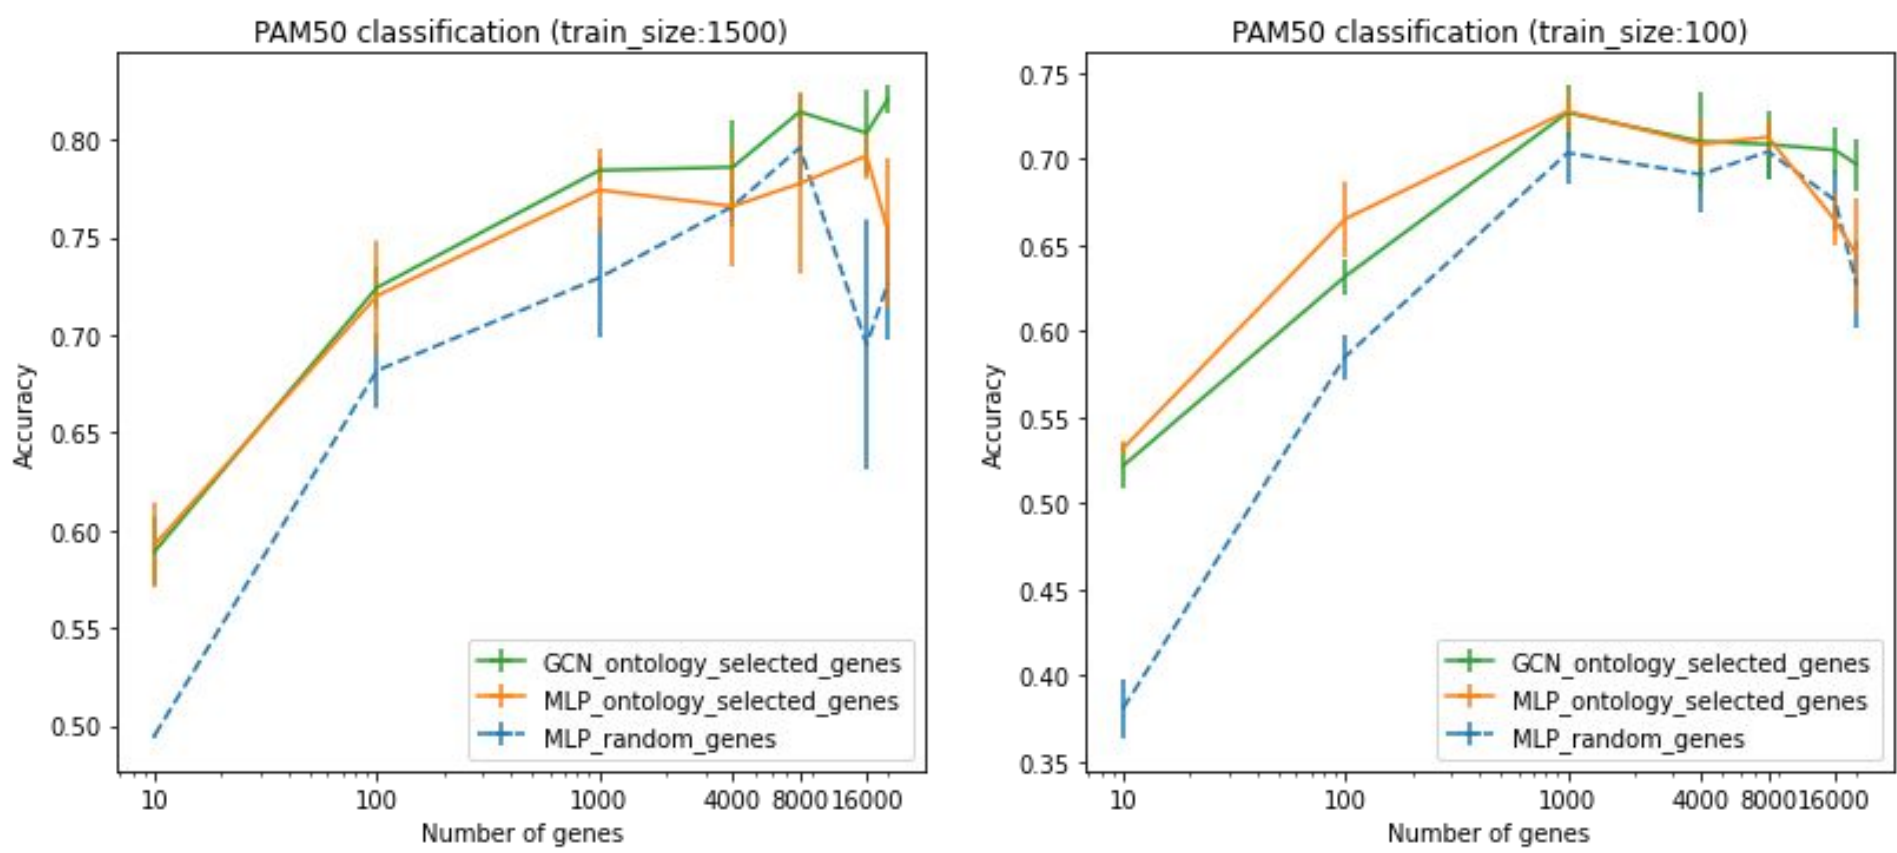 PAM50 classification (train_size:1500)
Accuracy
0.80
0.75
0.70
0.65
0.60
0.55
0.50
GCN_ontology_selected_genes
MLP_ontology_selected_genes
MLP_random_genes
10 100 1000 4000 8000 16000
Number of genes
PAM50 classification (train_size:100)
Accuracy
0.75
0.70
0.65
0.60
0.55
0.50
0.45
0.40
0.35
GCN_ontology_selected_genes
MLP_ontology_selected_genes
MLP_random_genes
10 100 1000 4000 8000 16000
Number of genes